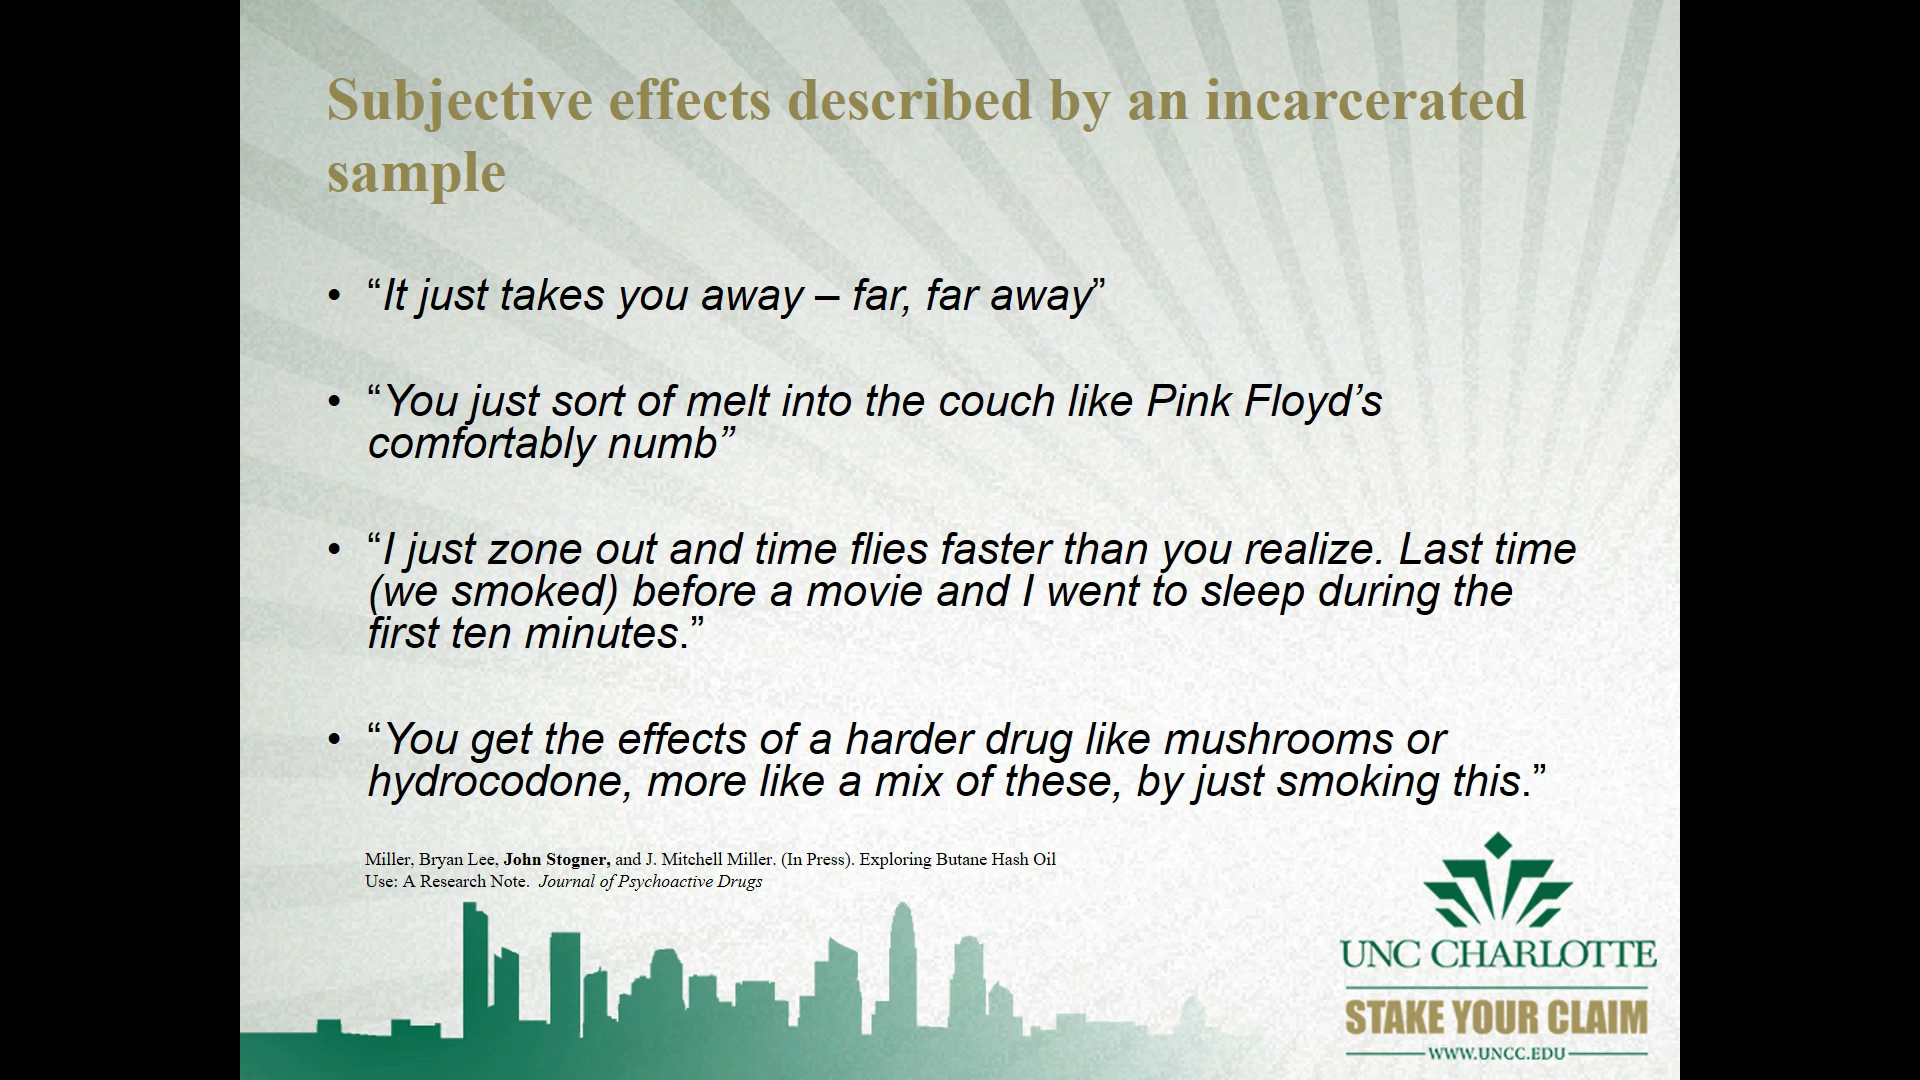 Subjective effects described by an incarcerated
sample
• “It just takes you away – far, far away”
• “You just sort of melt into the couch like Pink Floyd’s
comfortably numb”
• “I just zone out and time flies faster than you realize. Last time
(we smoked) before a movie and I went to sleep during the
first ten minutes.”
• “You get the effects of a harder drug like mushrooms or
hydrocodone, more like a mix of these, by just smoking this.”
Miller, Bryan Lee, John Stogner, and J. Mitchell Miller. (In Press). Exploring Butane Hash Oil
Use: A Research Note. Journal of Psychoactive Drugs
UNC CHARLOTTE
STAKE YOUR CLAIM
WWW.UNCC.EDU